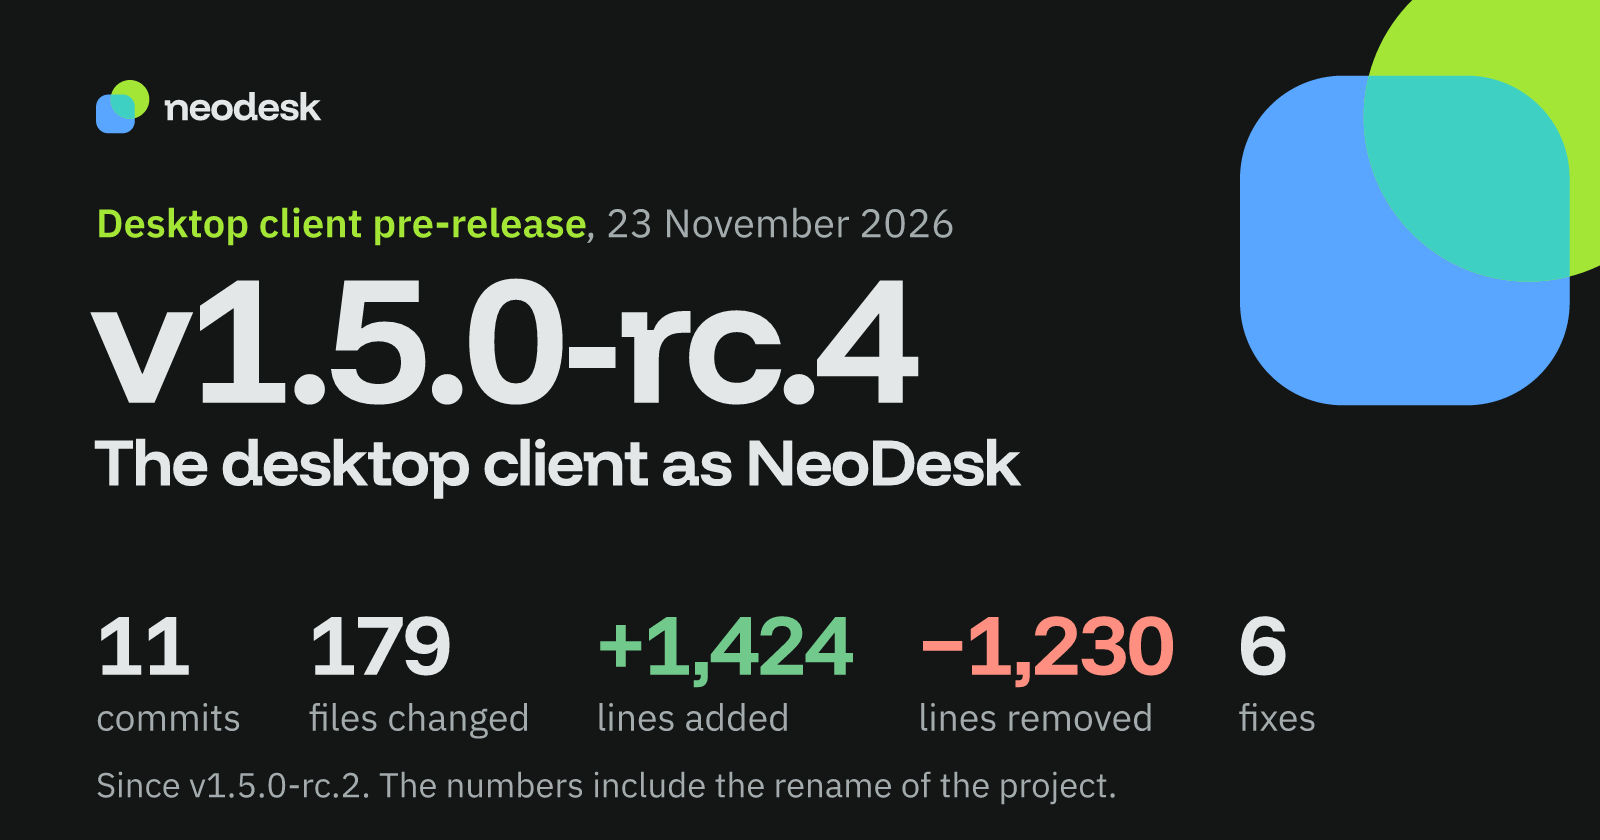 neodesk
Desktop client pre-release, 23 November 2026
v1.5.0-rc.4
The desktop client as NeoDesk
11
commits
179
files changed
+1,424
lines added
−1,230
lines removed
6
fixes
Since v1.5.0-rc.2. The numbers include the rename of the project.